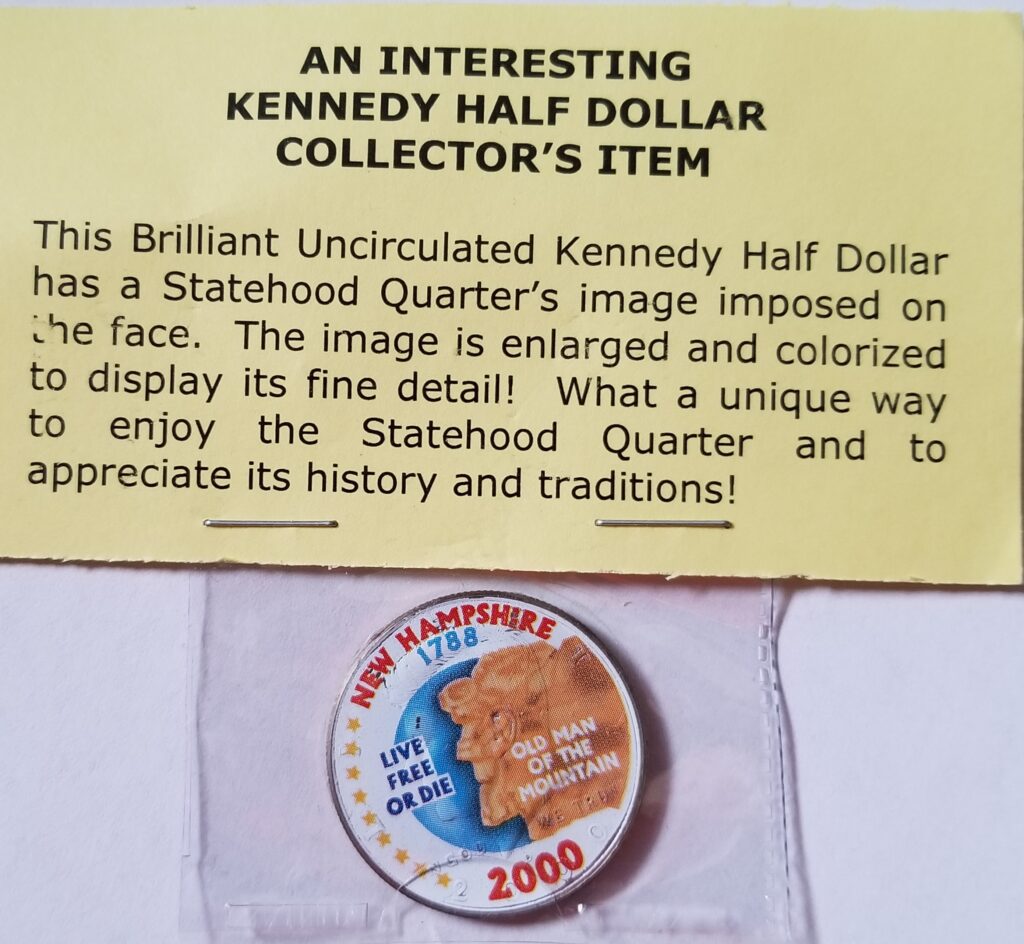 AN INTERESTING
KENNEDY HALF DOLLAR
COLLECTOR'S ITEM
This Brilliant Uncirculated Kennedy Half Dollar
has a Statehood Quarter's image imposed on
the face. The image is enlarged and colorized
to display its fine detail! What a unique way
to enjoy the Statehood Quarter and to
appreciate its history and traditions!
NEW HAMPSHIRE
1788
LIVE
FREE
OR DIE
OLD MAN
OF THE
MOUNTAIN
WE TRUST
2000